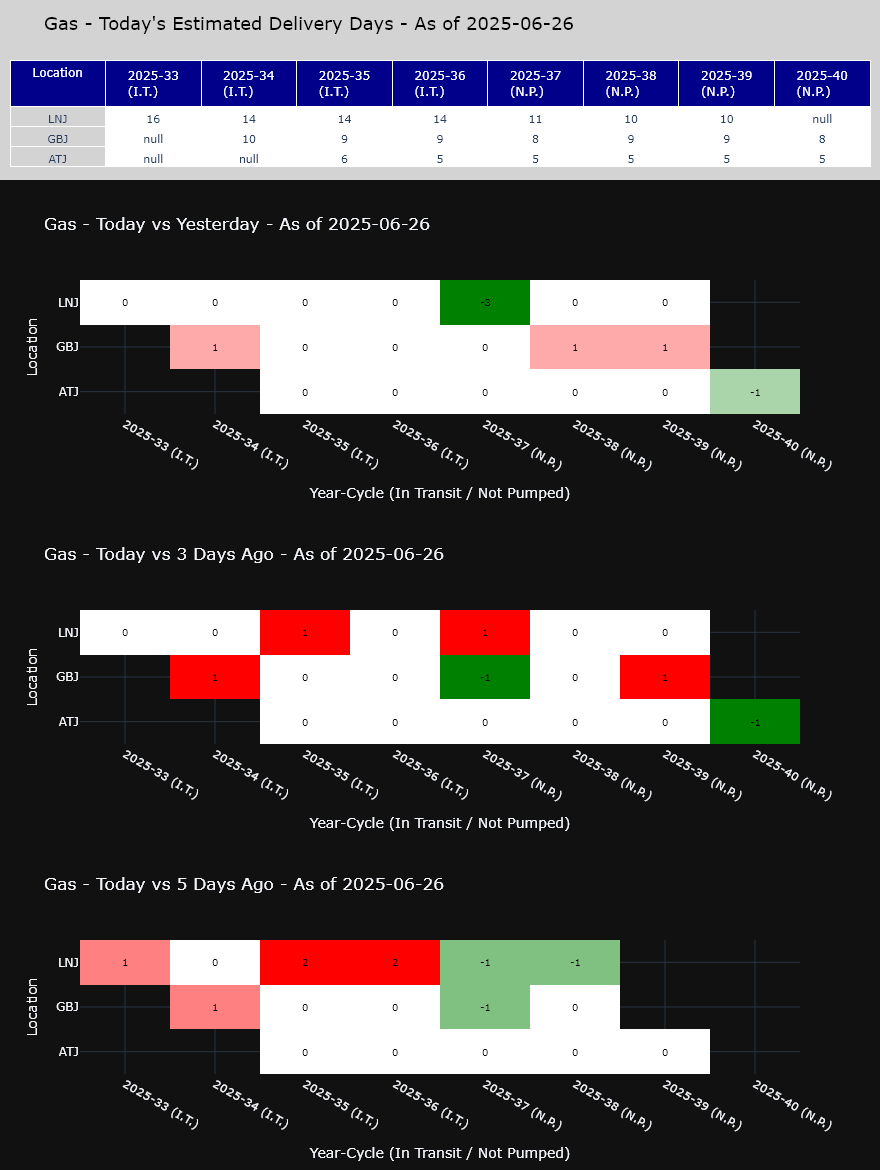 Gas - Today's Estimated Delivery Days - As of 2025-06-26
Location 2025-33 (I.T.) 2025-34 (I.T.) 2025-35 (I.T.) 2025-36 (I.T.) 2025-37 (N.P.) 2025-38 (N.P.) 2025-39 (N.P.) 2025-40 (N.P.)
LNJ 16 14 14 14 11 10 10 null
GBJ null 10 9 9 8 9 9 8
ATJ null null 6 5 5 5 5 5
Gas - Today vs Yesterday - As of 2025-06-26
Location
LNJ 0 0 0 0 -3 0 0
GBJ 1 0 0 0 1 1
ATJ 0 0 0 0 0 -1
2025-33 (I.T.) 2025-34 (I.T.) 2025-35 (I.T.) 2025-36 (I.T.) 2025-37 (N.P.) 2025-38 (N.P.) 2025-39 (N.P.) 2025-40 (N.P.)
Year-Cycle (In Transit / Not Pumped)
Gas - Today vs 3 Days Ago - As of 2025-06-26
Location
LNJ 0 0 1 0 1 0 0
GBJ 1 0 0 -1 0 1
ATJ 0 0 0 0 0 -1
2025-33 (I.T.) 2025-34 (I.T.) 2025-35 (I.T.) 2025-36 (I.T.) 2025-37 (N.P.) 2025-38 (N.P.) 2025-39 (N.P.) 2025-40 (N.P.)
Year-Cycle (In Transit / Not Pumped)
Gas - Today vs 5 Days Ago - As of 2025-06-26
Location
LNJ 1 0 2 2 -1 -1
GBJ 1 0 0 -1 0
ATJ 0 0 0 0 0
2025-33 (I.T.) 2025-34 (I.T.) 2025-35 (I.T.) 2025-36 (I.T.) 2025-37 (N.P.) 2025-38 (N.P.) 2025-39 (N.P.) 2025-40 (N.P.)
Year-Cycle (In Transit / Not Pumped)